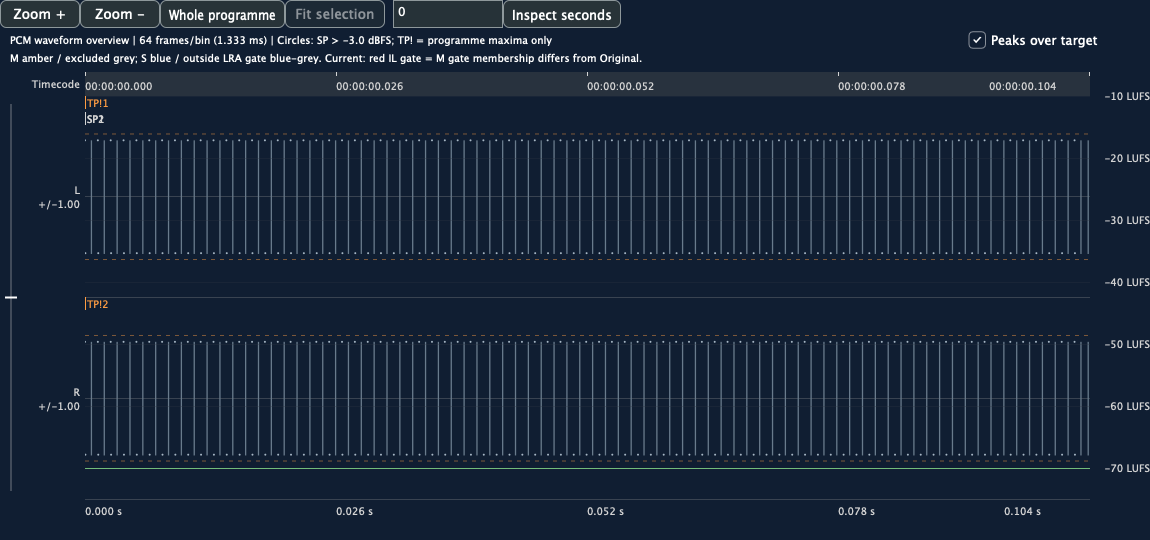 Zoom + Zoom – Whole programme Fit selection 0 Inspect seconds
PCM waveform overview | 64 frames/bin (1.333 ms) | Circles: SP > -3.0 dBFS; TP! = programme maxima only
Peaks over target
M amber / excluded grey; S blue / outside LRA gate blue-grey. Current: red IL gate = M gate membership differs from Original.
Timecode 00:00:00.000 00:00:00.026 00:00:00.052 00:00:00.078 00:00:00.104
-10 LUFS
TP!1
SP2
-20 LUFS
L
+/-1.00
-30 LUFS
-40 LUFS
TP!2
-50 LUFS
R
+/-1.00
-60 LUFS
-70 LUFS
0.000 s 0.026 s 0.052 s 0.078 s 0.104 s